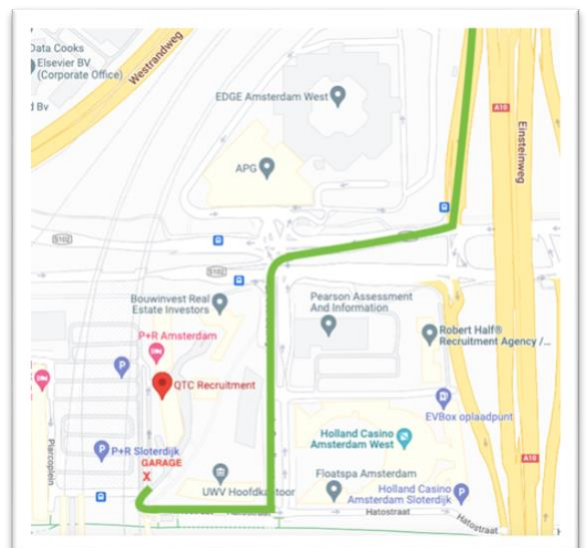 Data Cooks
Elsevier BV
(Corporate Office)
Westrandweg
d Bv
EDGE Amsterdam West
A10
Einsteinweg
APG
S102
S102
Bouwinvest Real
Estate Investors
Pearson Assessment
And Information
P+R Amsterdam
Robert Half®
Recruitment Agency /...
P
QTC Recruitment
EVBox oplaadpunt
Piarcoplein
Holland Casino
Amsterdam West
P
P+R Sloterdijk
GARAGE
X
A10
UWV Hoofdkantoor
Floatspa Amsterdam
Holland Casino
Amsterdam Sloterdijk
P
Hatostraat
Hatostraat